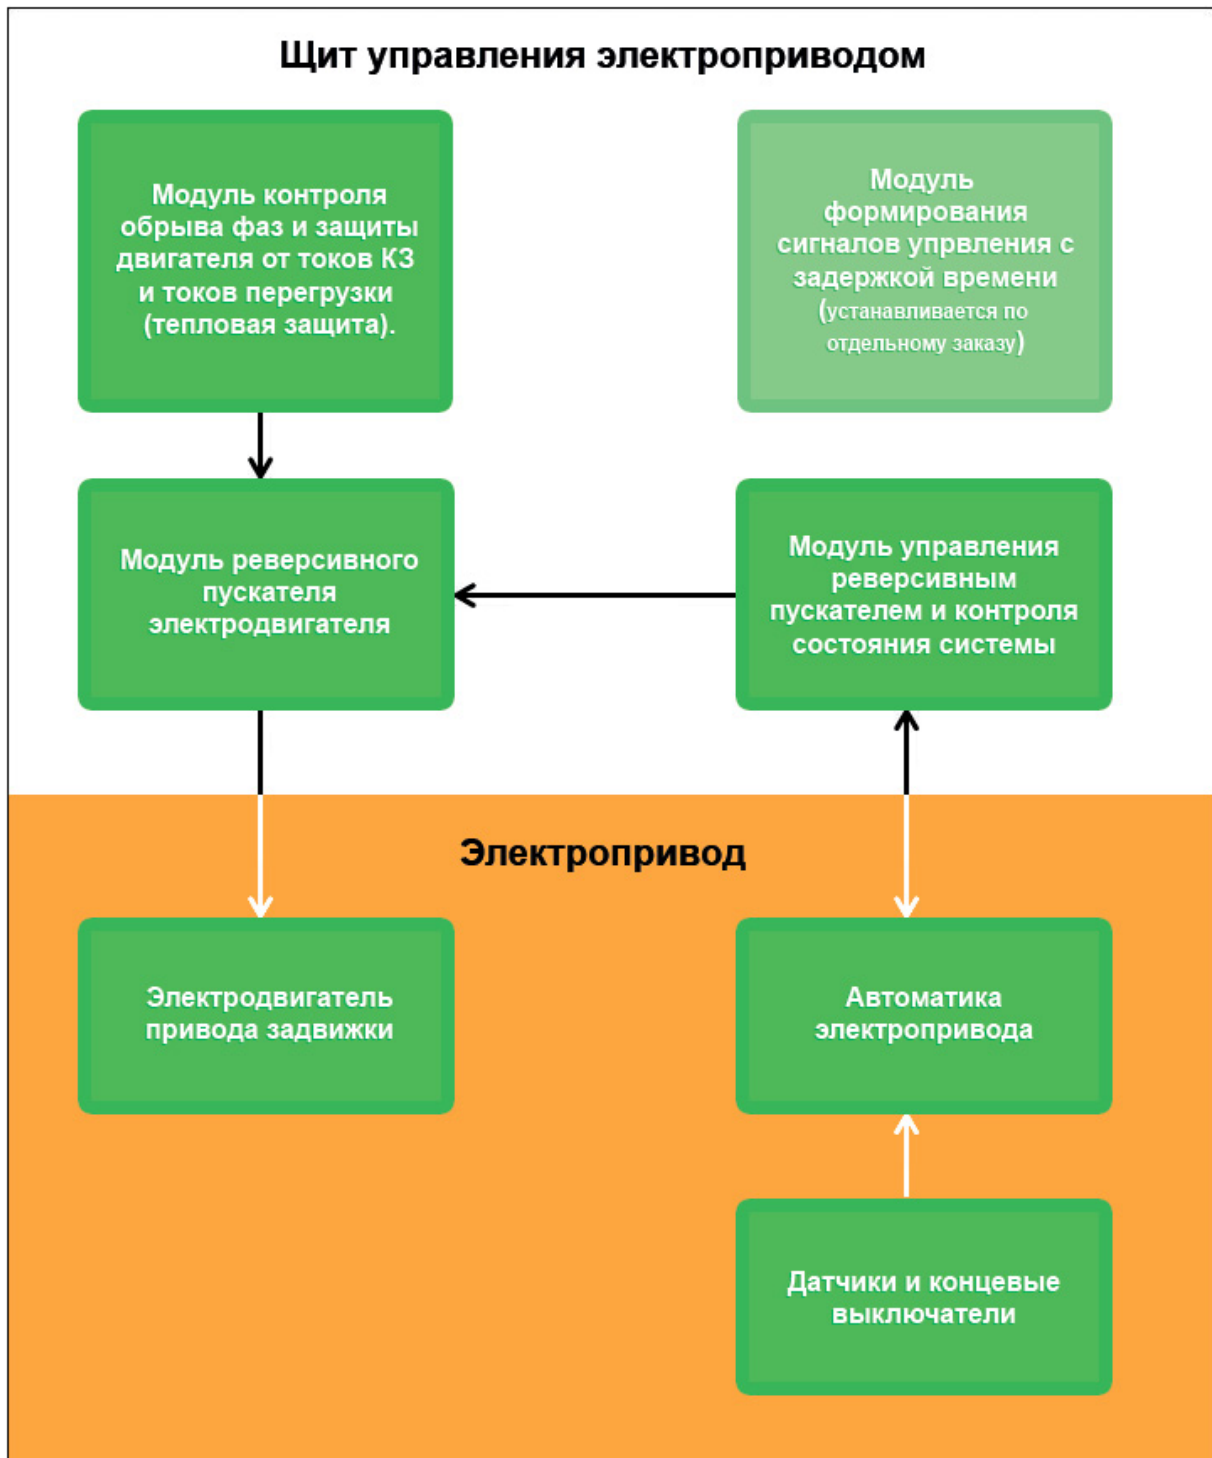 Щит управления электроприводом
Модуль контроля
обрыва фаз и защиты
двигателя от токов КЗ
и токов перегрузки
(тепловая защита).
Модуль
формирования
сигналов упрвления с
задержкой времени
(устанавливается по
отдельному заказу)
Модуль реверсивного
пускателя
электродвигателя
Модуль управления
реверсивным
пускателем и контроля
состояния системы
Электропривод
Электродвигатель
привода задвижки
Автоматика
электропривода
Датчики и концевые
выключатели